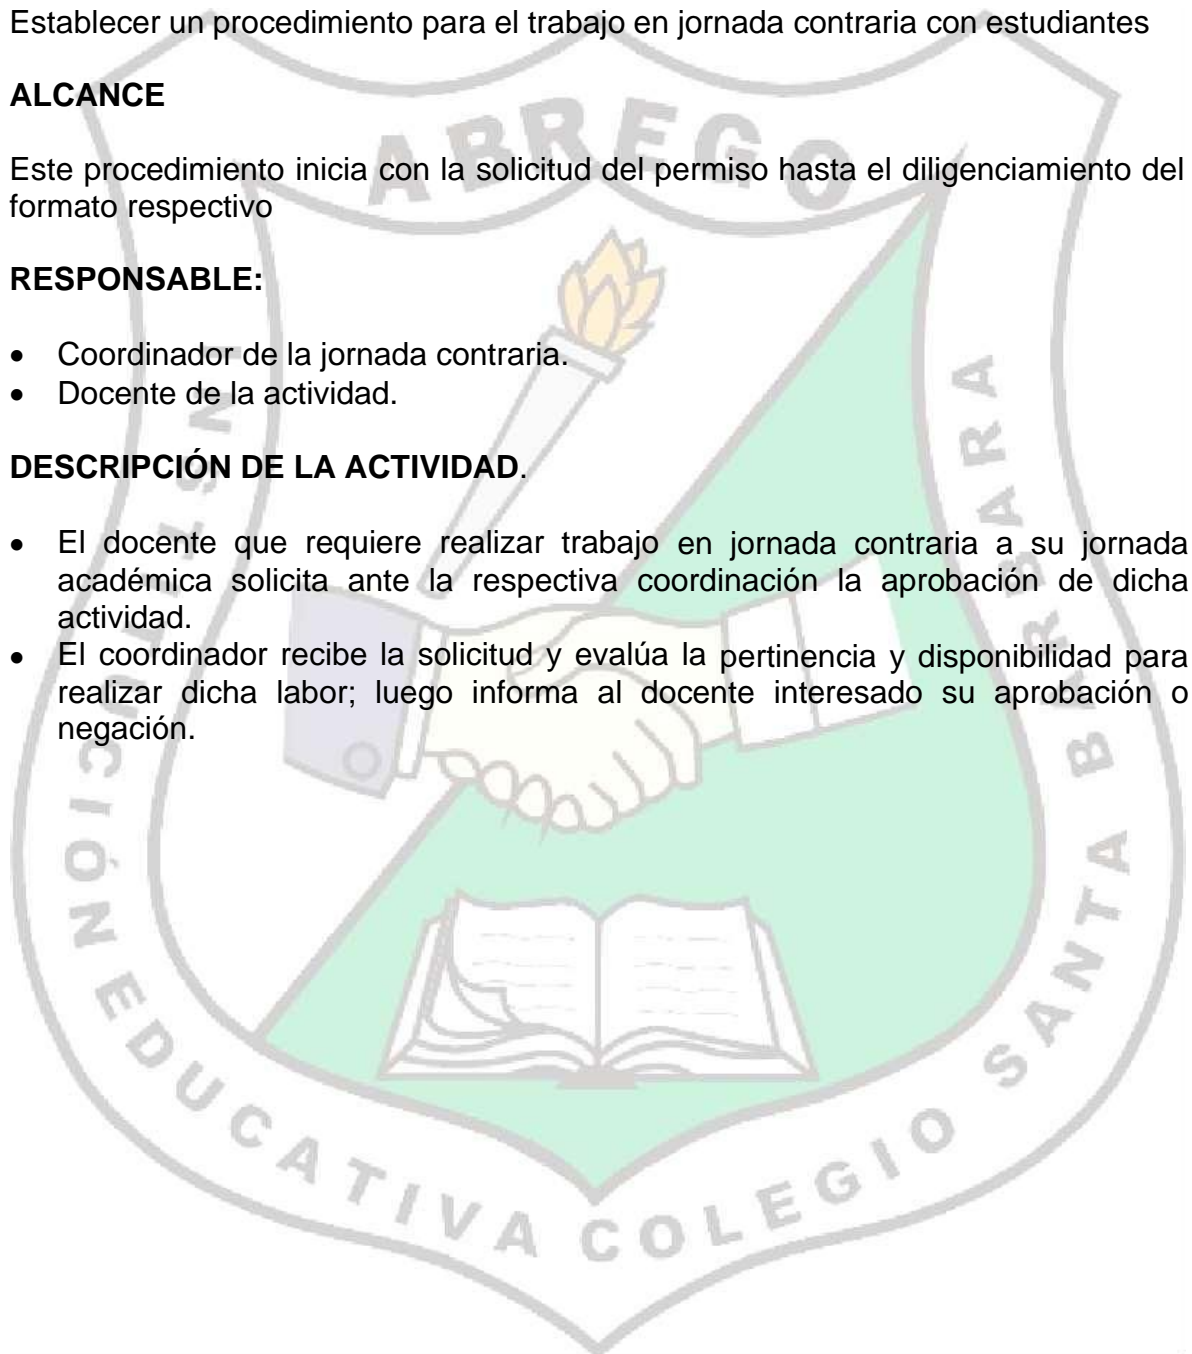 Establecer un procedimiento para el trabajo en jornada contraria con estudiantes
ALCANCE
Este procedimiento inicia con la solicitud del permiso hasta el diligenciamiento del
formato respectivo
RESPONSABLE:
• Coordinador de la jornada contraria.
• Docente de la actividad.
DESCRIPCIÓN DE LA ACTIVIDAD.
• El docente que requiere realizar trabajo en jornada contraria a su jornada
académica solicita ante la respectiva coordinación la aprobación de dicha
actividad.
• El coordinador recibe la solicitud y evalúa la pertinencia y disponibilidad para
realizar dicha labor; luego informa al docente interesado su aprobación o
negación.
ABREGO
INSTITUCIÓN EDUCATIVA COLEGIO SANTA BARBARA